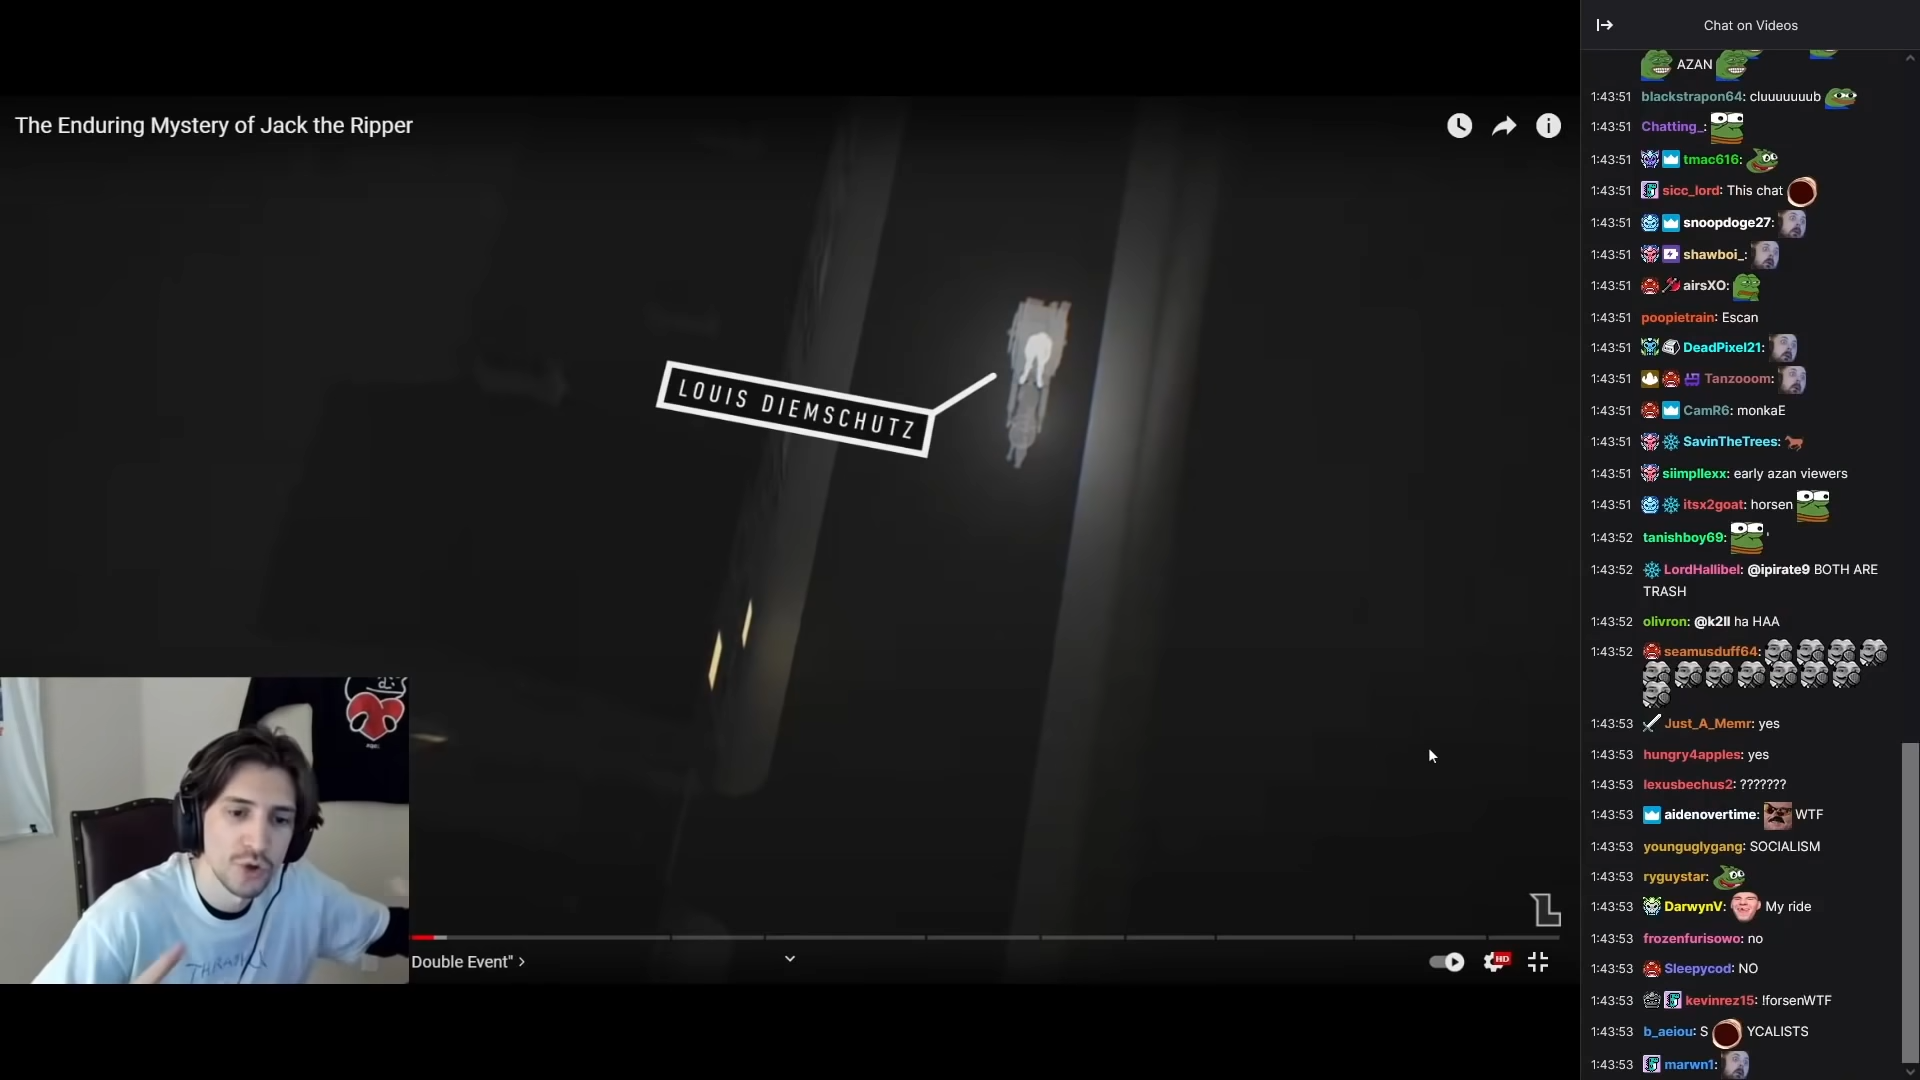 The Enduring Mystery of Jack the Ripper
LOUIS DIEMSCHUTZ
Double Event" >
HD
Chat on Videos
AZAN
1:43:51 blackstrapon64: cluuuuuuub
1:43:51 Chatting_:
1:43:51 tmac616:
1:43:51 sicc_lord: This chat
1:43:51 snoopdoge27:
1:43:51 shawboi_:
1:43:51 airsXO:
1:43:51 poopietrain: Escan
1:43:51 DeadPixel21:
1:43:51 Tanzooom:
1:43:51 CamR6: monkaE
1:43:51 SavinTheTrees:
1:43:51 siimpllexx: early azan viewers
1:43:51 itsx2goat: horsen
1:43:52 tanishboy69: '
1:43:52 LordHallibel: @ipirate9 BOTH ARE
TRASH
1:43:52 olivron: @k2ll ha HAA
1:43:52 seamusduff64:
1:43:53 Just_A_Memr: yes
1:43:53 hungry4apples: yes
1:43:53 lexusbechus2: ???????
1:43:53 aidenovertime: WTF
1:43:53 younguglygang: SOCIALISM
1:43:53 ryguystar:
1:43:53 DarwynV: My ride
1:43:53 frozenfurisowo: no
1:43:53 Sleepycod: NO
1:43:53 kevinrez15: !forsenWTF
1:43:53 b_aeiou: S YCALISTS
1:43:53 marwn1: